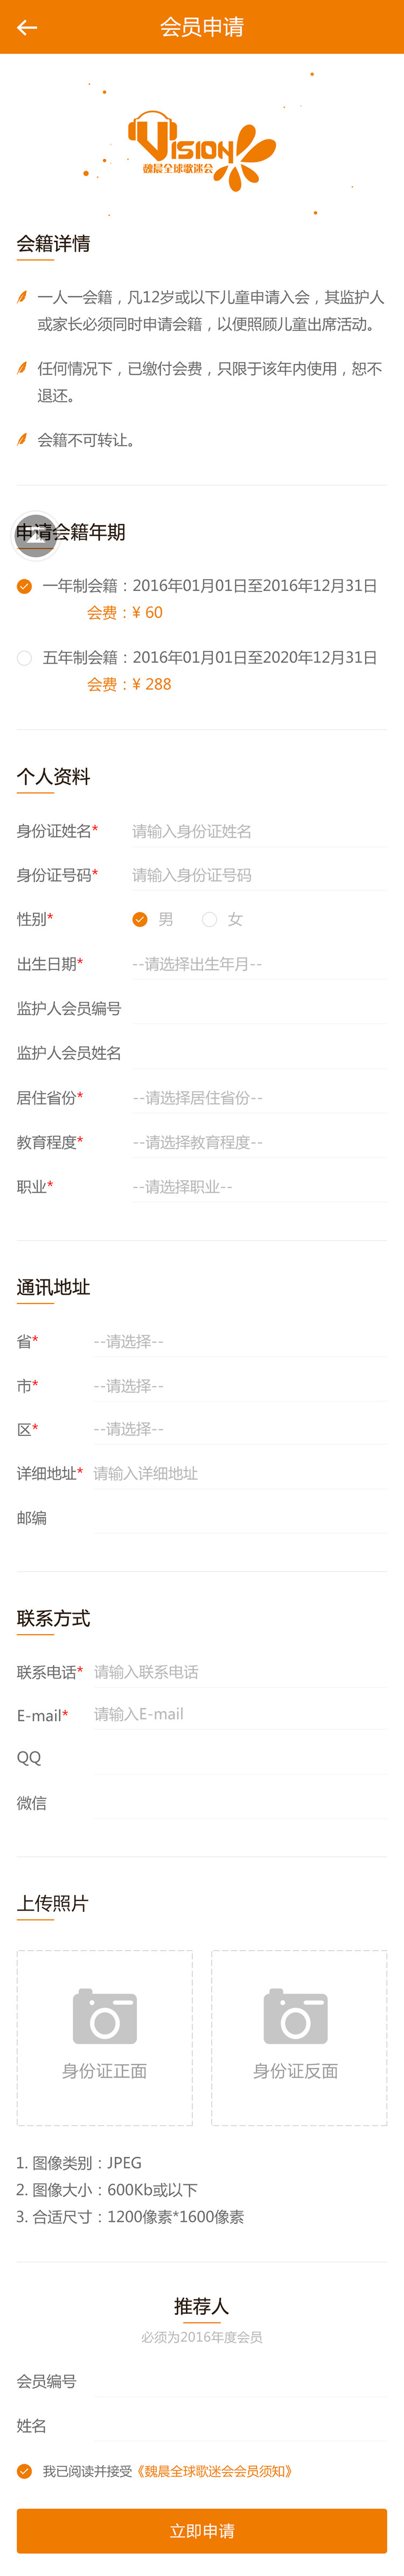 会员申请
VISION
魏晨全球歌迷会
会籍详情
一人一会籍，凡12岁或以下儿童申请入会，其监护人
或家长必须同时申请会籍，以便照顾儿童出席活动。
任何情况下，已缴付会费，只限于该年内使用，恕不
退还。
会籍不可转让。
申请会籍年期
一年制会籍：2016年01月01日至2016年12月31日
会费：¥ 60
五年制会籍：2016年01月01日至2020年12月31日
会费：¥ 288
个人资料
身份证姓名* 请输入身份证姓名
身份证号码* 请输入身份证号码
性别* 男 女
出生日期* --请选择出生年月--
监护人会员编号
监护人会员姓名
居住省份* --请选择居住省份--
教育程度* --请选择教育程度--
职业* --请选择职业--
通讯地址
省* --请选择--
市* --请选择--
区* --请选择--
详细地址* 请输入详细地址
邮编
联系方式
联系电话* 请输入联系电话
E-mail* 请输入E-mail
QQ
微信
上传照片
身份证正面 身份证反面
1. 图像类别：JPEG
2. 图像大小：600Kb或以下
3. 合适尺寸：1200像素*1600像素
推荐人
必须为2016年度会员
会员编号
姓名
我已阅读并接受《魏晨全球歌迷会会员须知》
立即申请